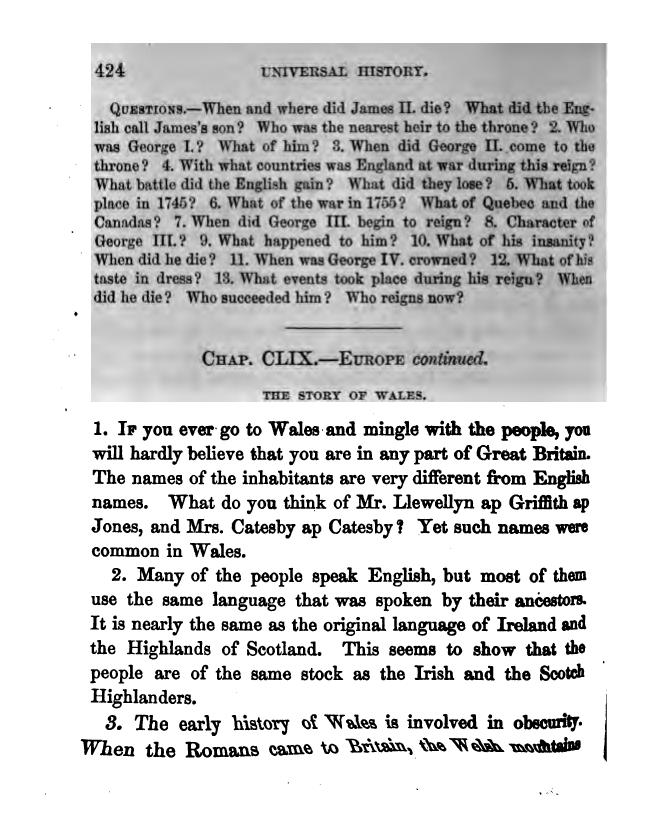 424 UNIVERSAL HISTORY.
QUESTIONS.—When and where did James II. die? What did the Eng-
lish call James's son? Who was the nearest heir to the throne? 2. Who
was George I.? What of him? 3. When did George II. come to the
throne? 4. With what countries was England at war during this reign?
What battle did the English gain? What did they lose? 5. What took
place in 1745? 6. What of the war in 1755? What of Quebec and the
Canadas? 7. When did George III. begin to reign? 8. Character of
George III.? 9. What happened to him? 10. What of his insanity?
When did he die? 11. When was George IV. crowned? 12. What of his
taste in dress? 13. What events took place during his reign? When
did he die? Who succeeded him? Who reigns now?
CHAP. CLIX.—EUROPE continued.
THE STORY OF WALES.
1. IF you ever go to Wales and mingle with the people, you
will hardly believe that you are in any part of Great Britain.
The names of the inhabitants are very different from English
names. What do you think of Mr. Llewellyn ap Griffith ap
Jones, and Mrs. Catesby ap Catesby? Yet such names were
common in Wales.
2. Many of the people speak English, but most of them
use the same language that was spoken by their ancestors.
It is nearly the same as the original language of Ireland and
the Highlands of Scotland. This seems to show that the
people are of the same stock as the Irish and the Scotch
Highlanders.
3. The early history of Wales is involved in obscurity.
When the Romans came to Britain, the Welsh mountains